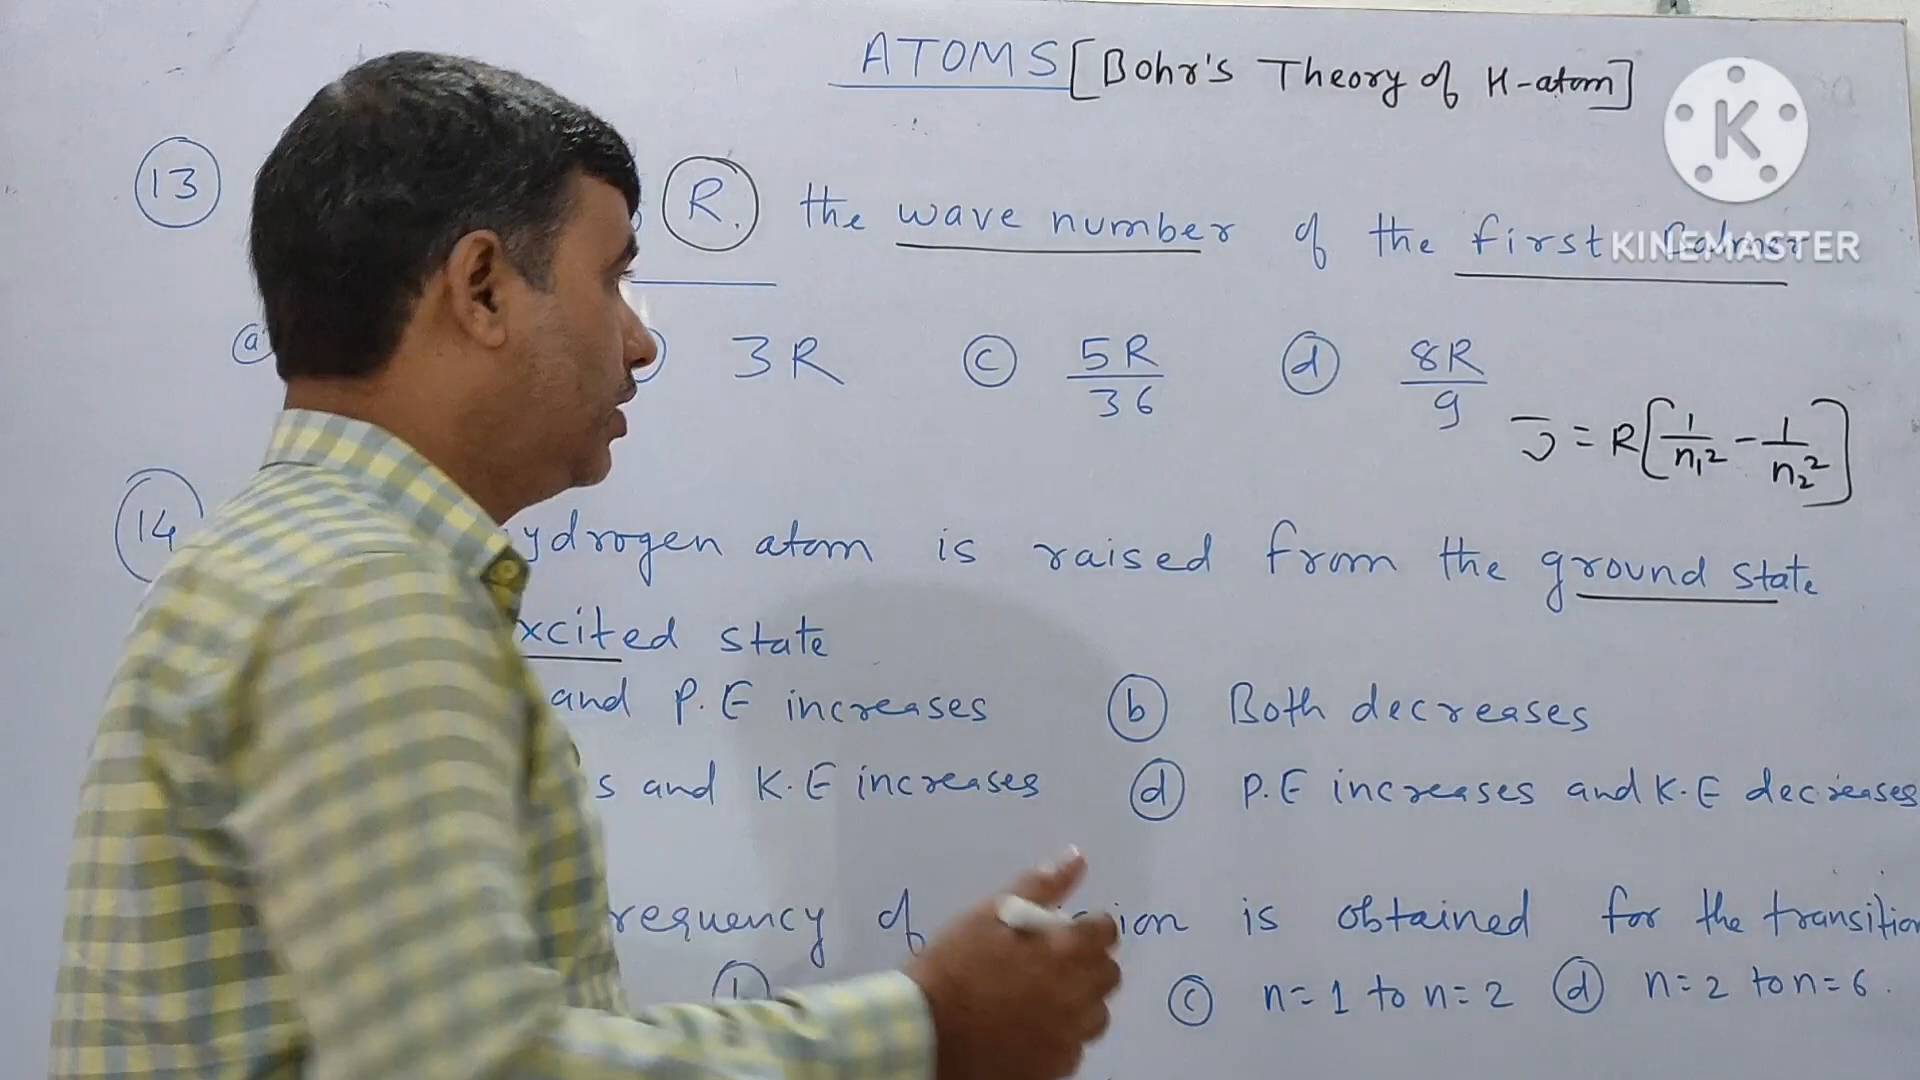 ATOMS [Bohr's Theory of H-atom]
K
KINEMASTER
13 R. the wave number of the first Balmer
a 3R c 5R/36 d 8R/9
ῡ = R[1/n₁² - 1/n₂²]
14 ydrogen atom is raised from the ground state
xcited state
and P.E increases b Both decreases
s and K.E increases d P.E increases and K.E decreases
requency of ion is obtained for the transition
b c n=1 to n=2 d n=2 to n=6.